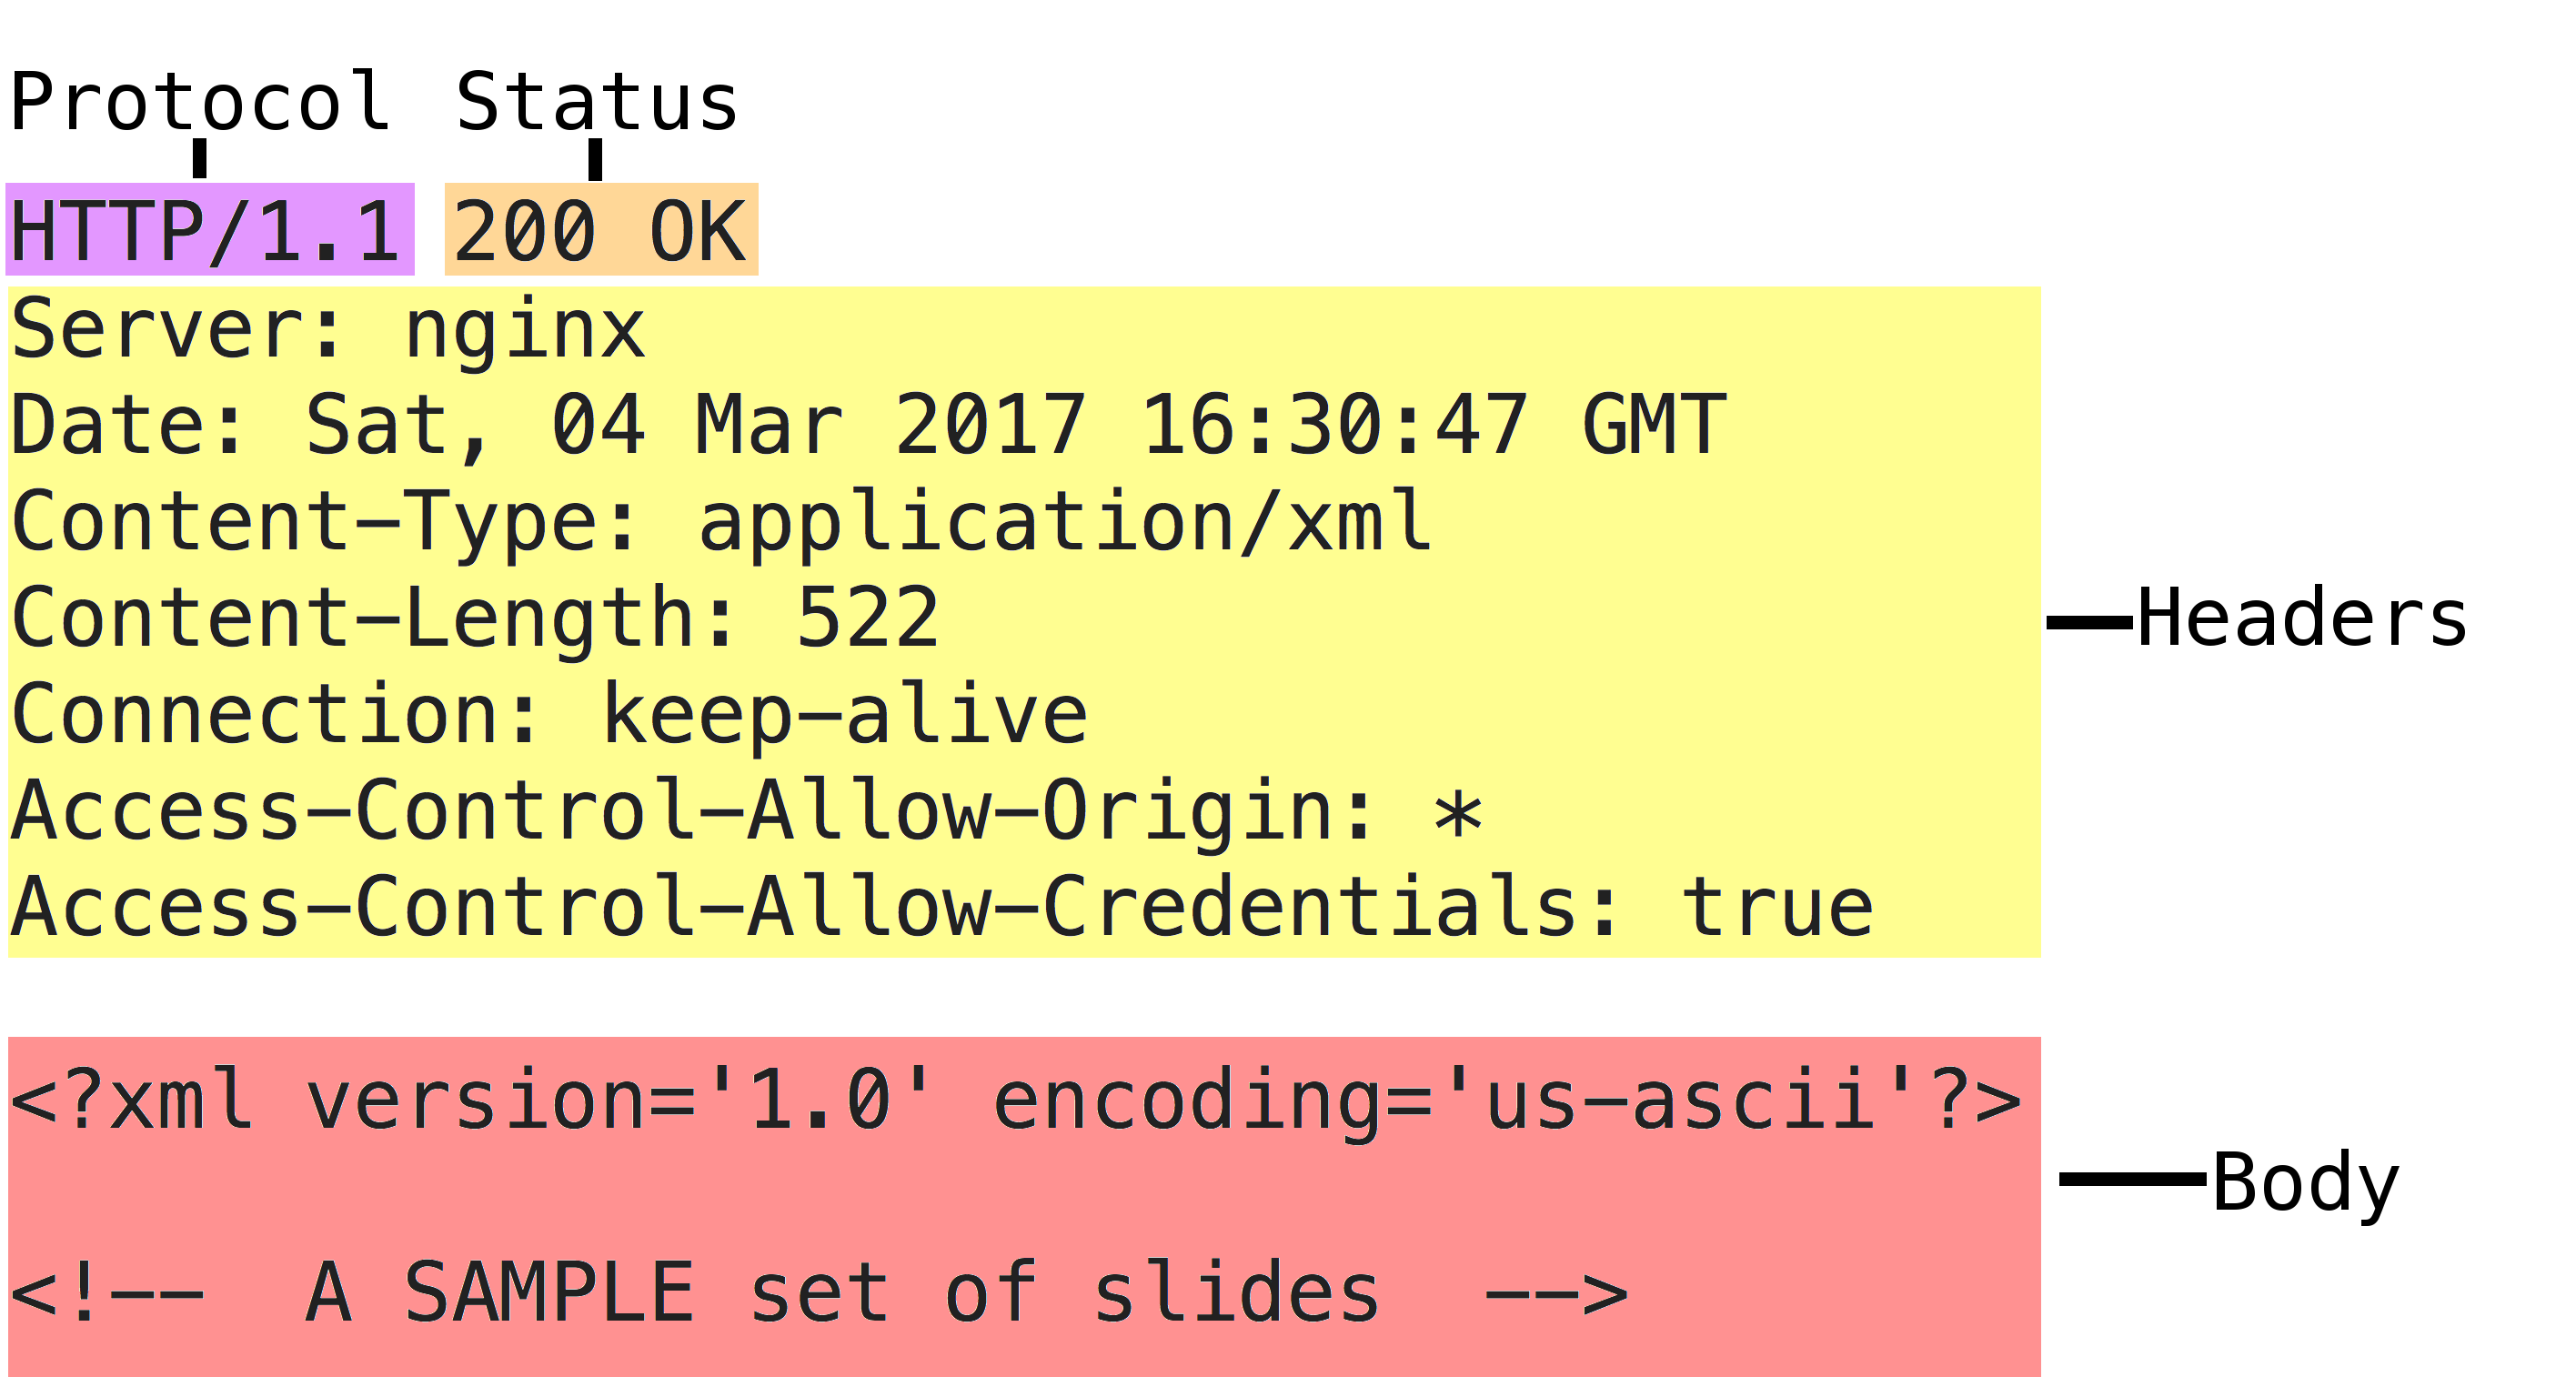 Protocol Status
HTTP/1.1 200 OK
Server: nginx
Date: Sat, 04 Mar 2017 16:30:47 GMT
Content-Type: application/xml
Content-Length: 522
Connection: keep-alive
Access-Control-Allow-Origin: *
Access-Control-Allow-Credentials: true
Headers
<?xml version='1.0' encoding='us-ascii'?>
<!--  A SAMPLE set of slides  -->
Body